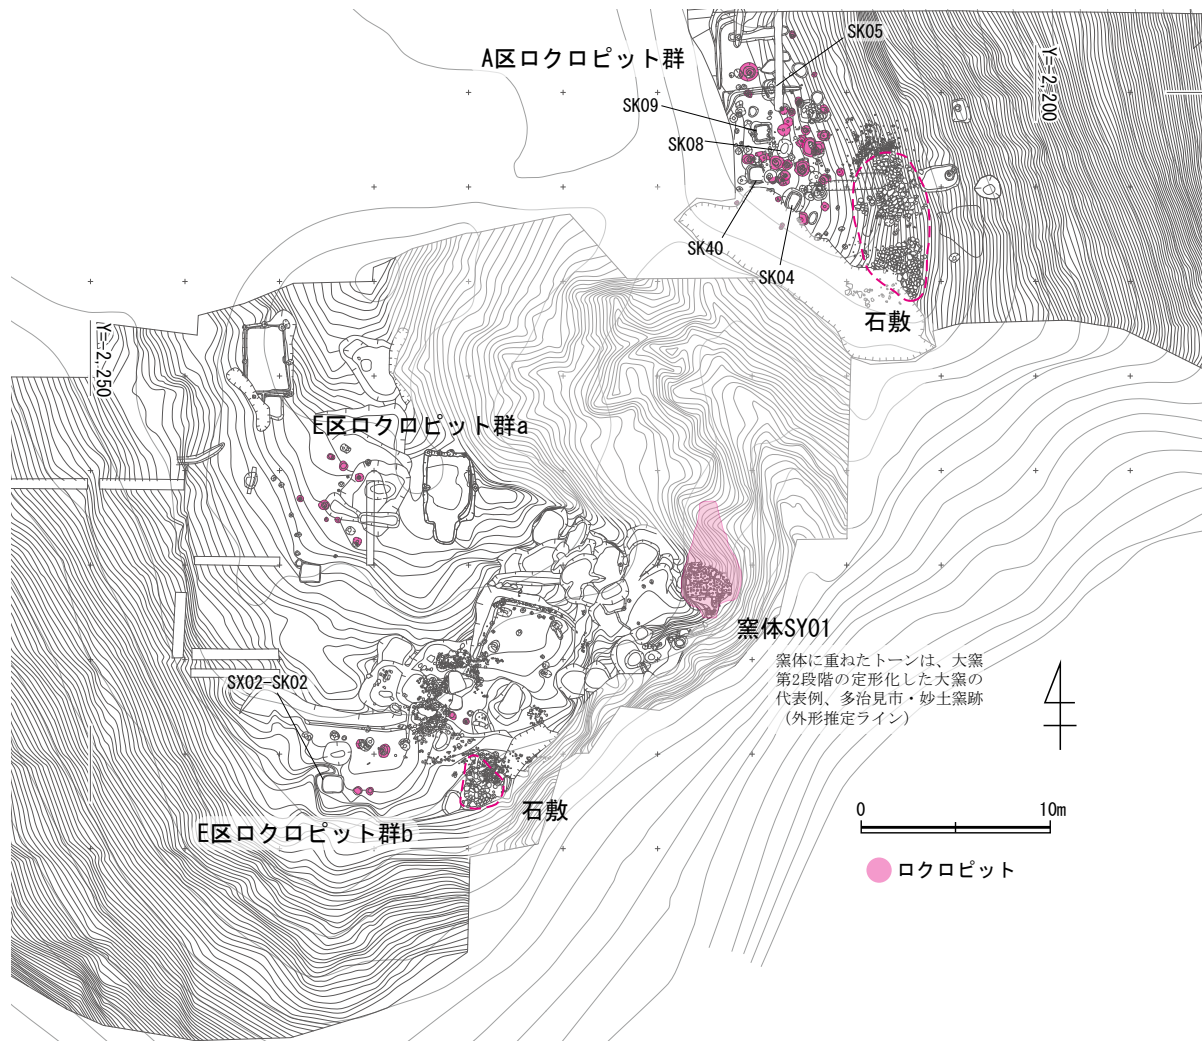 SK05
A区ロクロピット群
Y=-2,200
SK09
SK08
SK40
SK04
石敷
Y=-2,250
E区ロクロピット群a
窯体SY01
窯体に重ねたトーンは、大窯
第2段階の定形化した大窯の
代表例、多治見市・妙土窯跡
（外形推定ライン）
SX02-SK02
石敷
E区ロクロピット群b
0 10m
ロクロピット